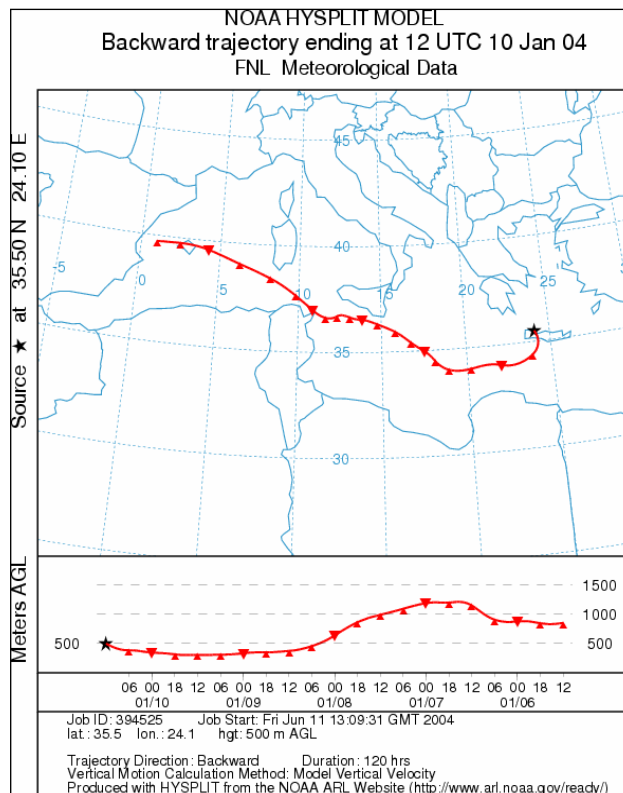 NOAA HYSPLIT MODEL
Backward trajectory ending at 12 UTC 10 Jan 04
FNL Meteorological Data
Source ★ at 35.50 N 24.10 E
45
40
-5
0
5
10
15
20
25
35
30
Meters AGL
500
1500
1000
500
06 00 18 12 06 00 18 12 06 00 18 12 06 00 18 12 06 00 18 12
01/10 01/09 01/08 01/07 01/06
Job ID: 394525 Job Start: Fri Jun 11 13:09:31 GMT 2004
lat.: 35.5 lon.: 24.1 hgt: 500 m AGL
Trajectory Direction: Backward Duration: 120 hrs
Vertical Motion Calculation Method: Model Vertical Velocity
Produced with HYSPLIT from the NOAA ARL Website (http://www.arl.noaa.gov/ready/)